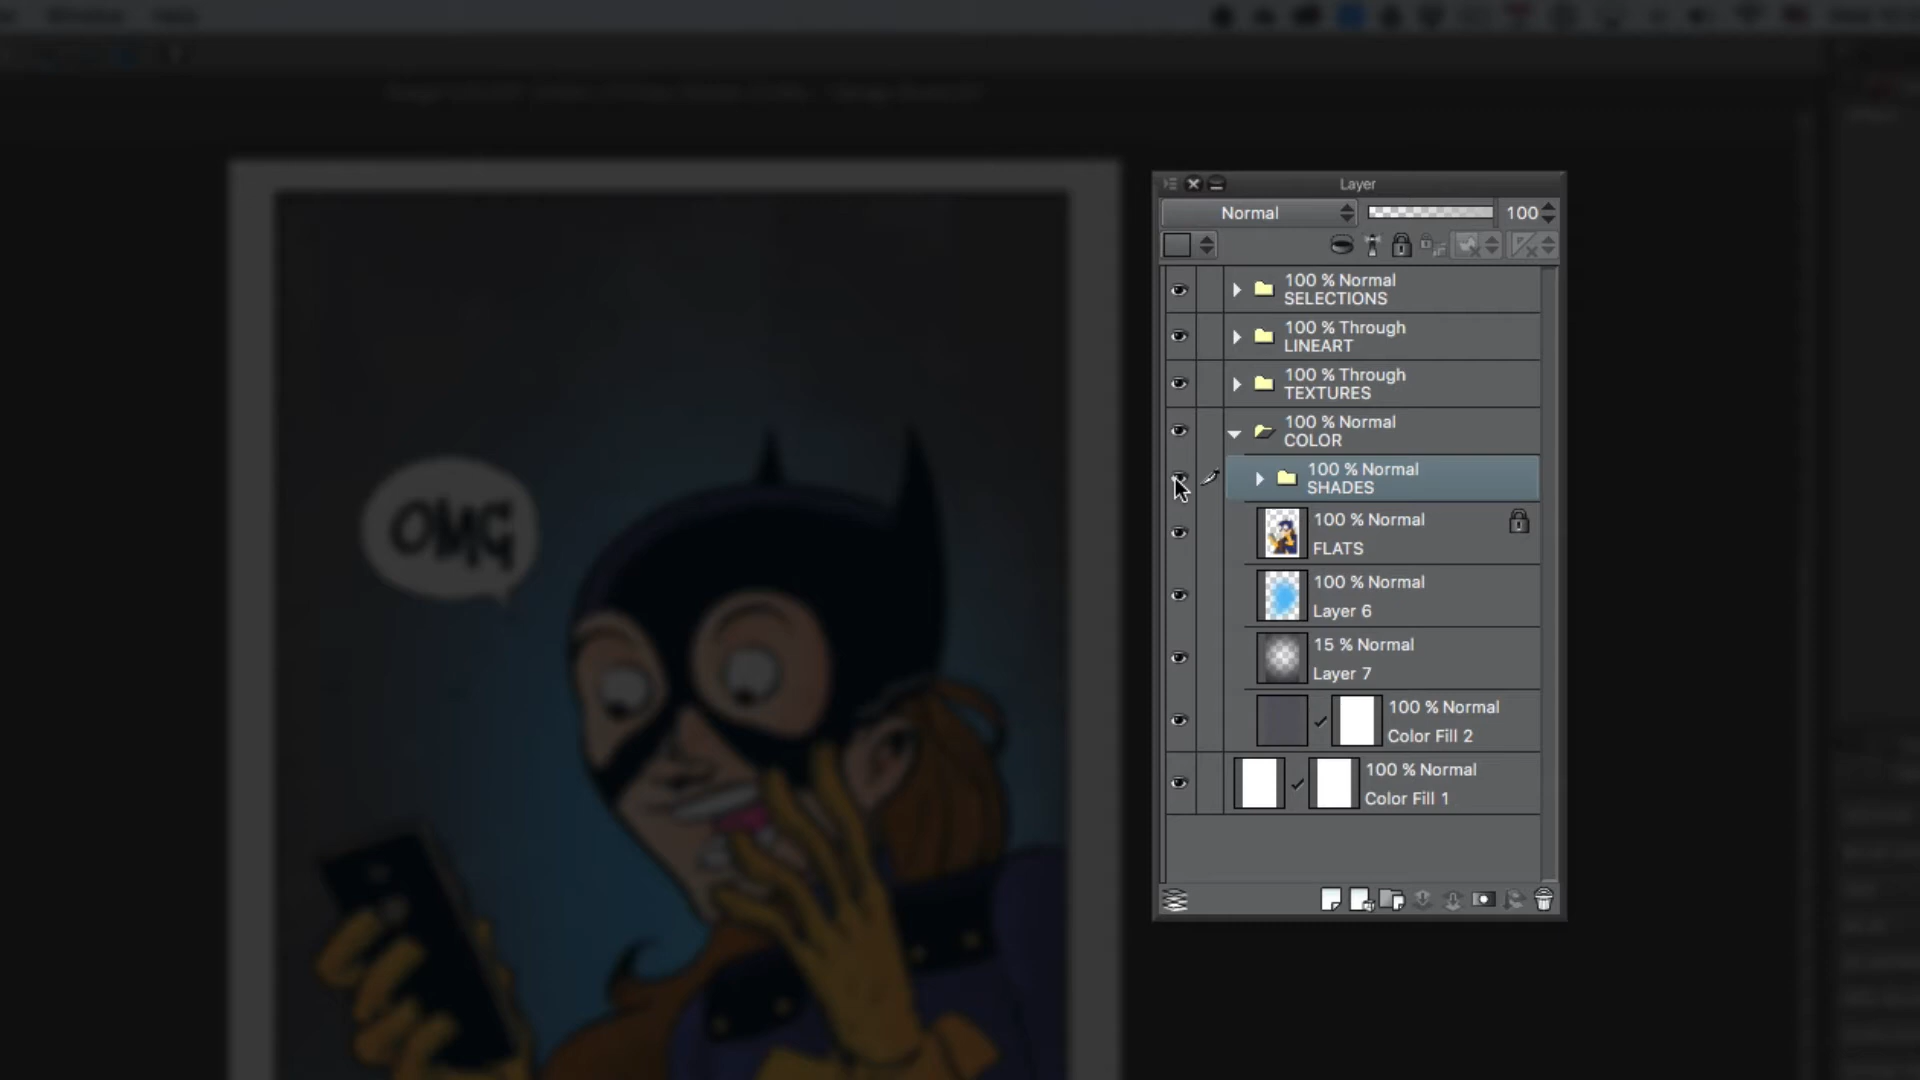 Window Help
OMG
Layer
Normal 100
100 % Normal
SELECTIONS
100 % Through
LINEART
100 % Through
TEXTURES
100 % Normal
COLOR
100 % Normal
SHADES
100 % Normal
FLATS
100 % Normal
Layer 6
15 % Normal
Layer 7
100 % Normal
Color Fill 2
100 % Normal
Color Fill 1